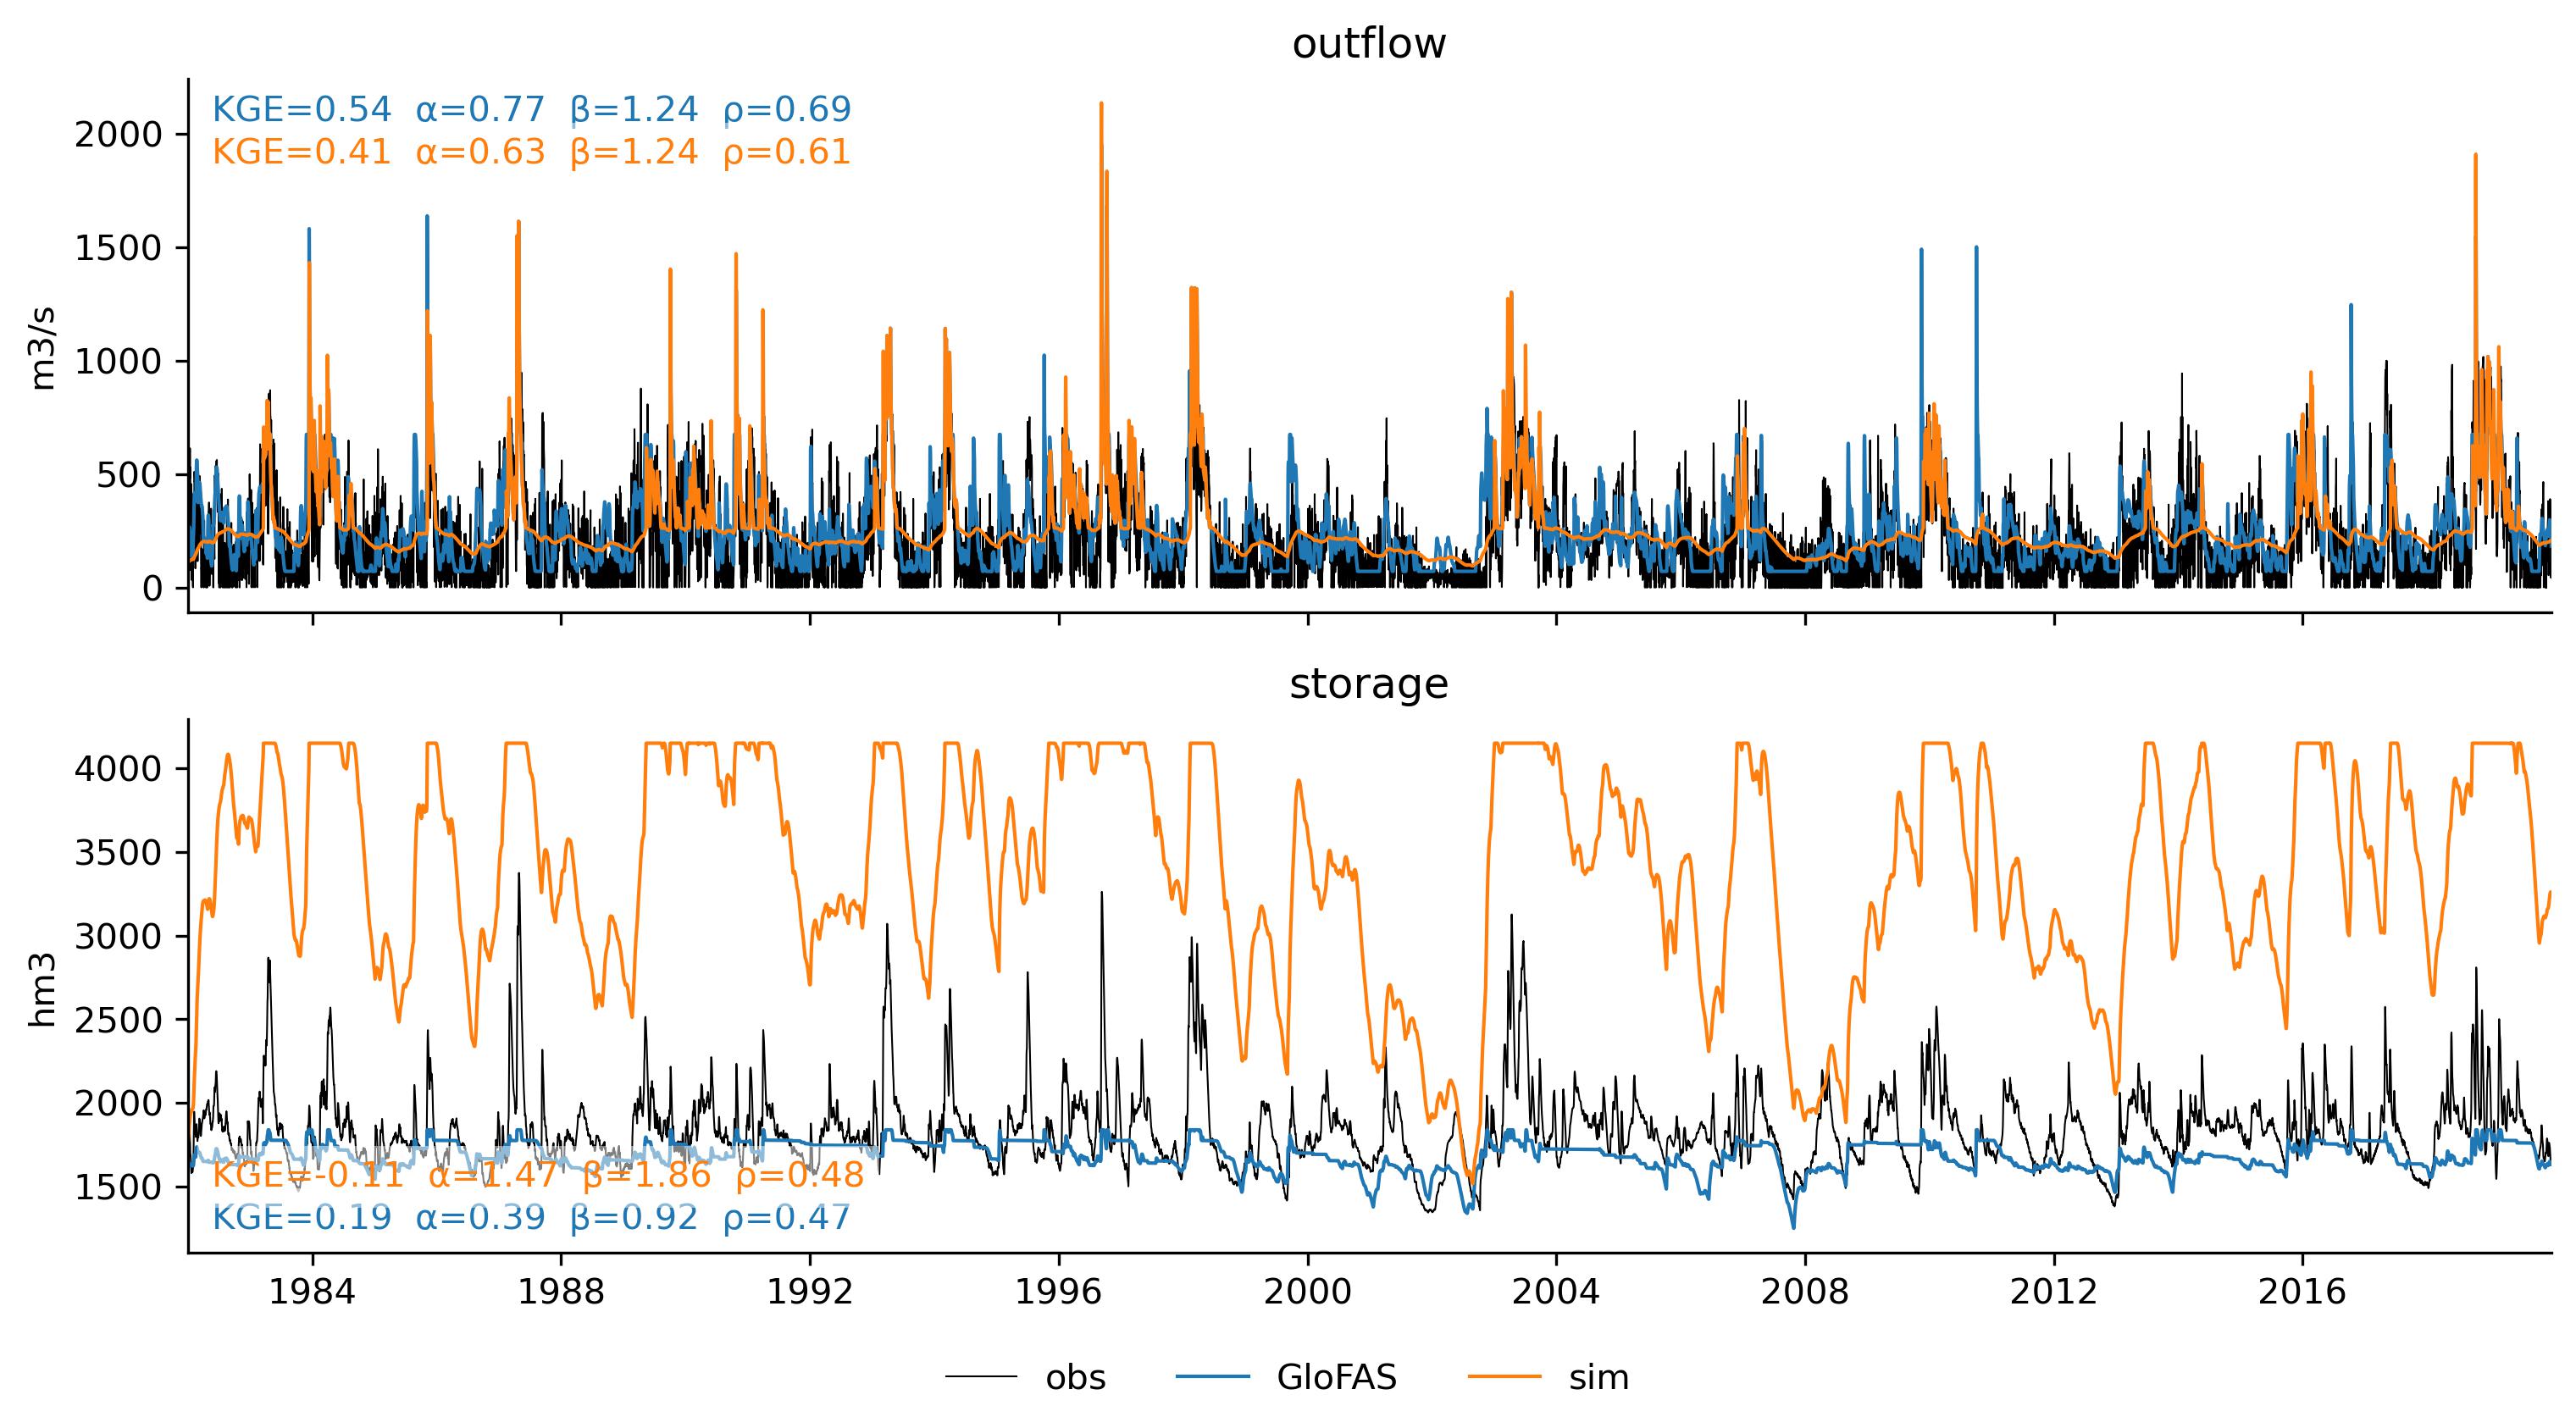 outflow
KGE=0.54 α=0.77 β=1.24 ρ=0.69
KGE=0.41 α=0.63 β=1.24 ρ=0.61
2000
1500
1000
500
0
m3/s
storage
4000
3500
3000
2500
2000
1500
hm3
KGE=-0.11 α=1.47 β=1.86 ρ=0.48
KGE=0.19 α=0.39 β=0.92 ρ=0.47
1984 1988 1992 1996 2000 2004 2008 2012 2016
obs GloFAS sim